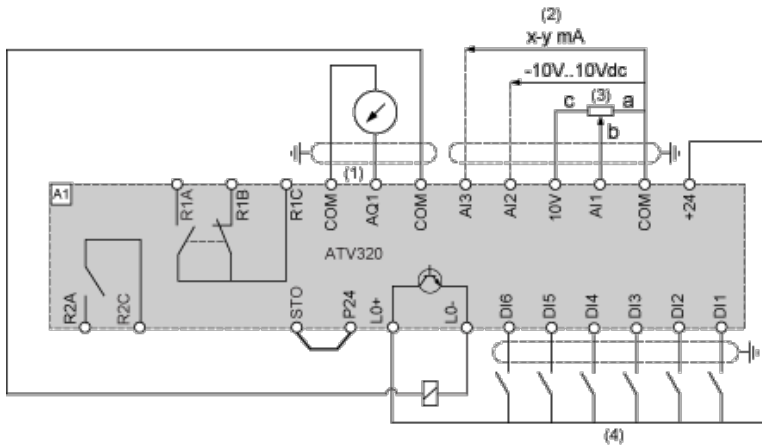 (2)
x-y mA
-10V..10Vdc
c (3) a
b
(1)
A1
R1A R1B R1C COM AQ1 COM AI3 AI2 10V AI1 COM +24
ATV320
R2A R2C STO P24 L0+ L0- DI6 DI5 DI4 DI3 DI2 DI1
(4)